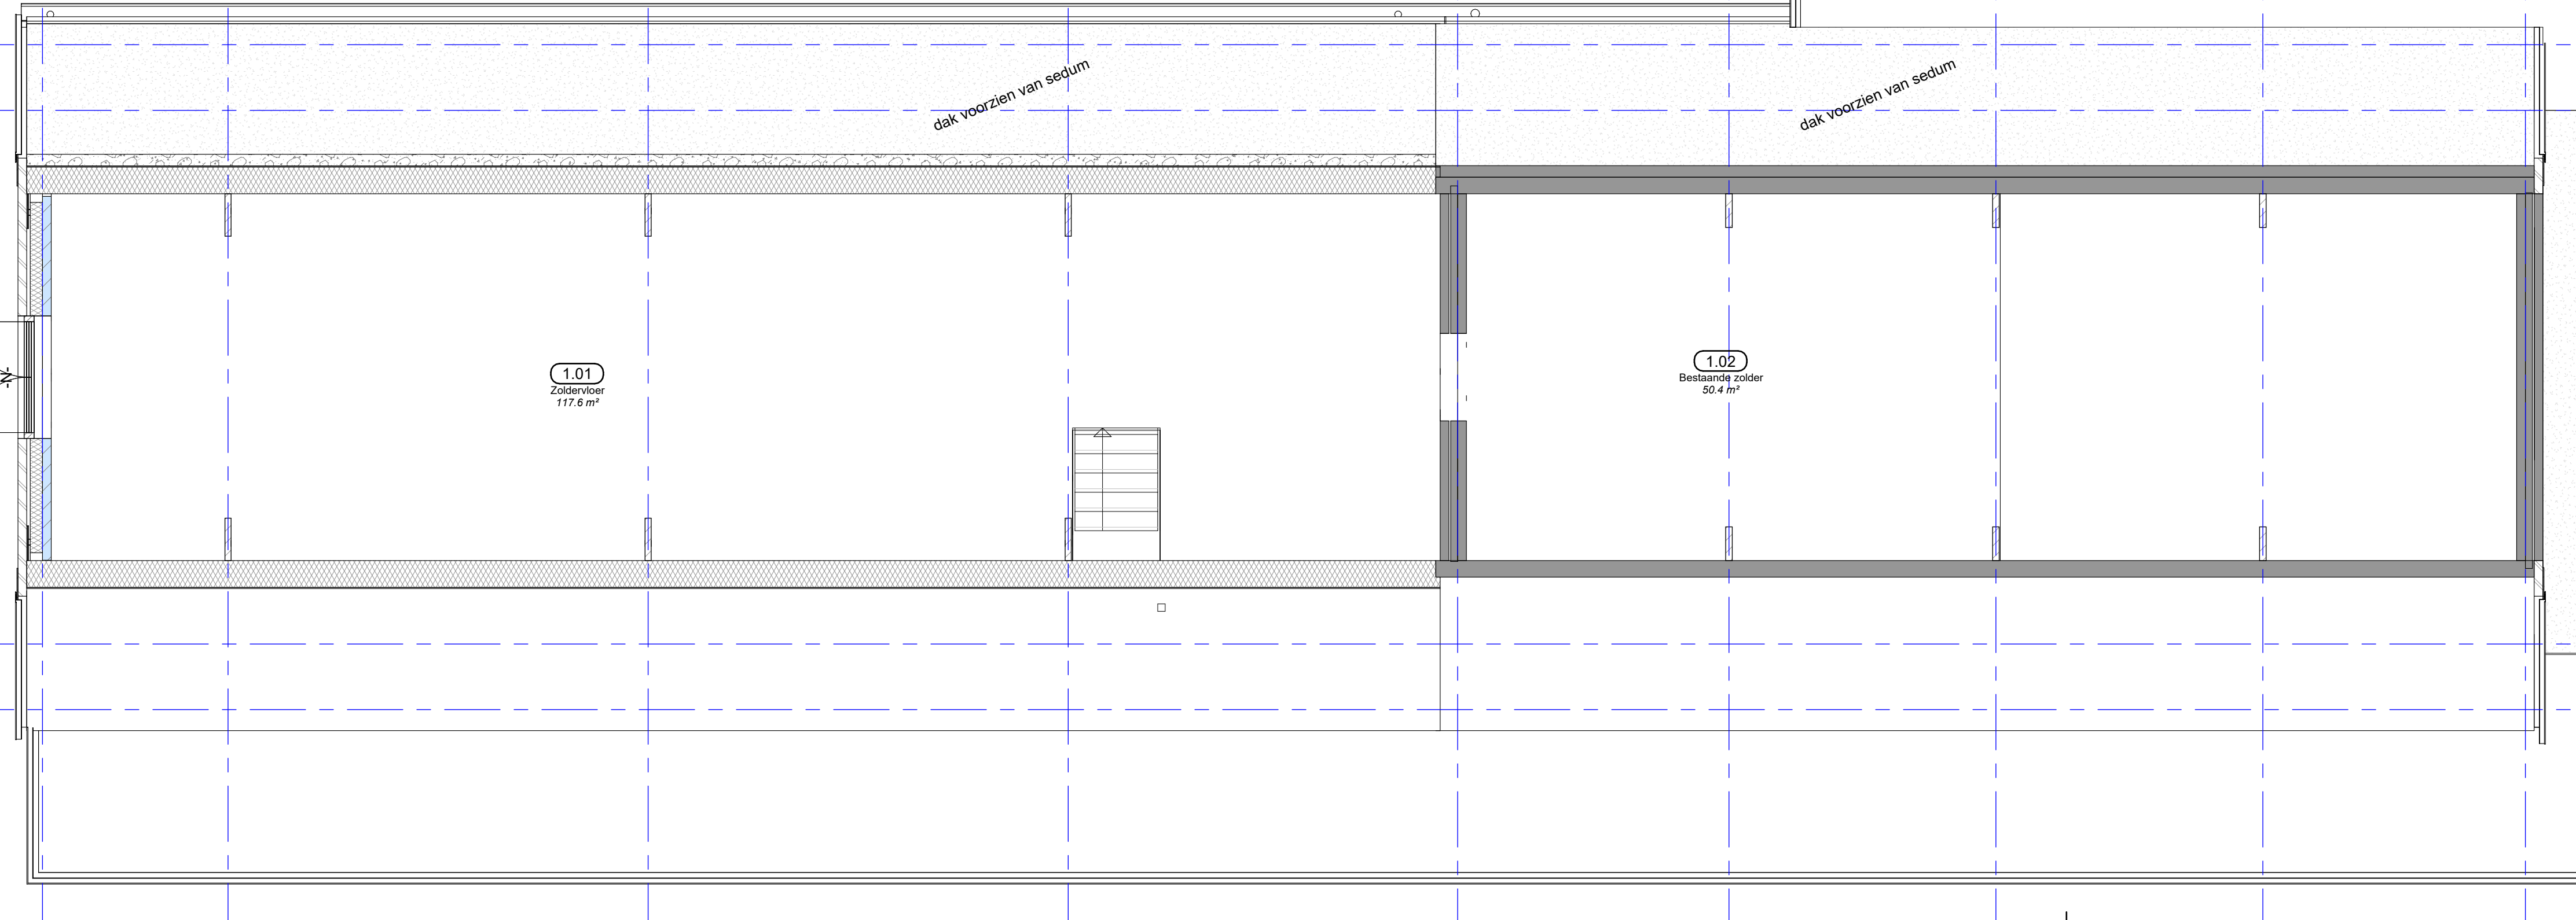 dak voorzien van sedum
dak voorzien van sedum
-N-
1.01
Zoldervloer
117.6 m²
1.02
Bestaande zolder
50.4 m²